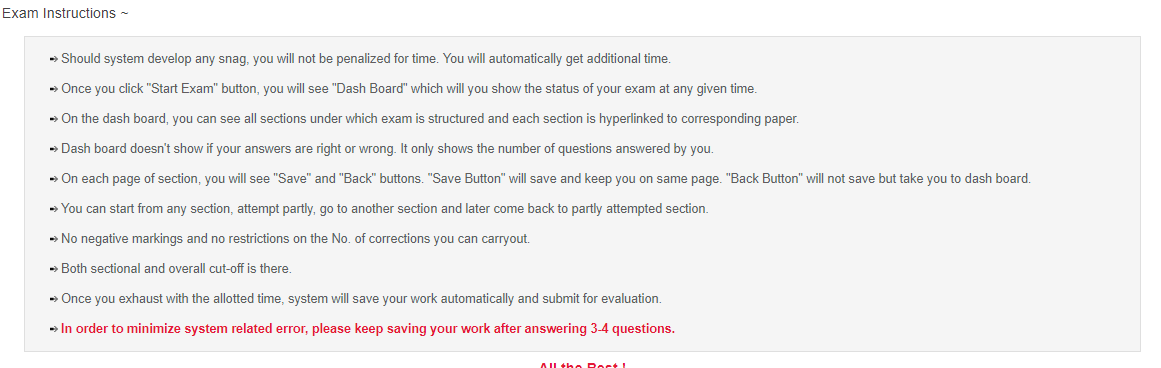 Exam Instructions ~
Should system develop any snag, you will not be penalized for time. You will automatically get additional time.
Once you click "Start Exam" button, you will see "Dash Board" which will you show the status of your exam at any given time.
On the dash board, you can see all sections under which exam is structured and each section is hyperlinked to corresponding paper.
Dash board doesn't show if your answers are right or wrong. It only shows the number of questions answered by you.
On each page of section, you will see "Save" and "Back" buttons. "Save Button" will save and keep you on same page. "Back Button" will not save but take you to dash board.
You can start from any section, attempt partly, go to another section and later come back to partly attempted section.
No negative markings and no restrictions on the No. of corrections you can carryout.
Both sectional and overall cut-off is there.
Once you exhaust with the allotted time, system will save your work automatically and submit for evaluation.
In order to minimize system related error, please keep saving your work after answering 3-4 questions.
All the Best !